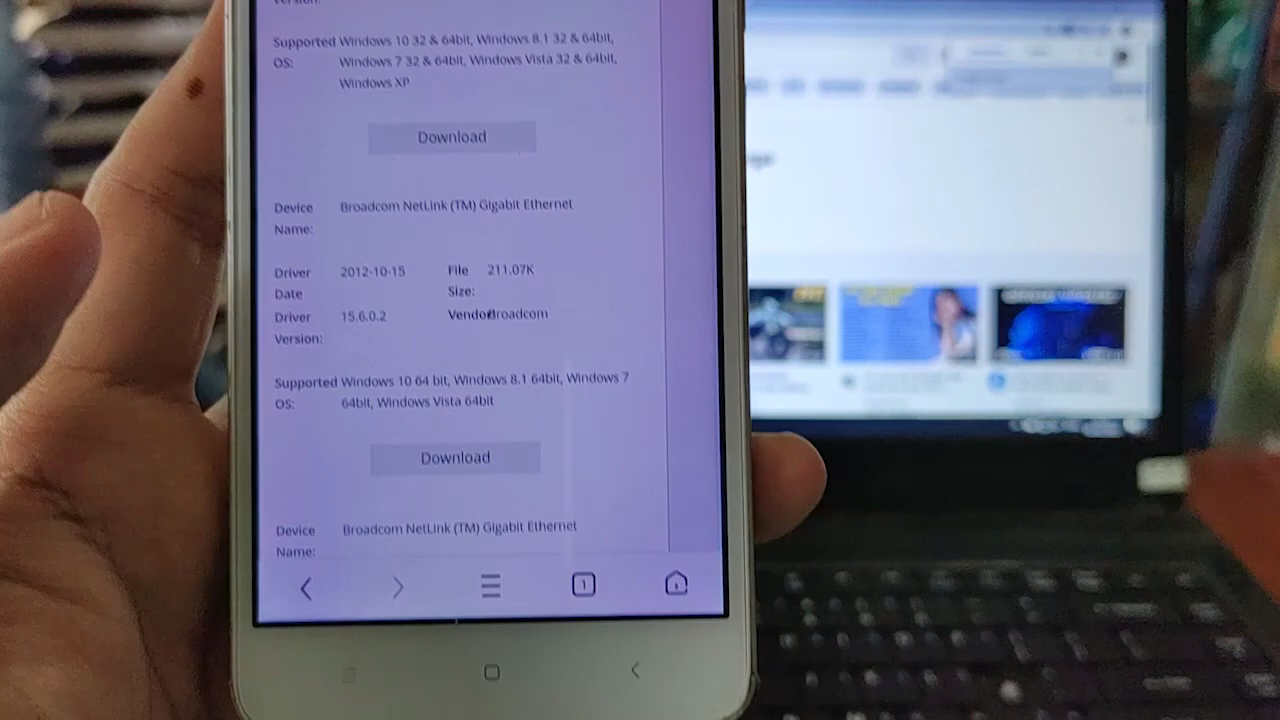 Version:
Supported Windows 10 32 & 64bit, Windows 8.1 32 & 64bit,
OS: Windows 7 32 & 64bit, Windows Vista 32 & 64bit,
Windows XP
Download
Device Broadcom NetLink (TM) Gigabit Ethernet
Name:
Driver 2012-10-15 File 211.07K
Date Size:
Driver 15.6.0.2 Vendor Broadcom
Version:
Supported Windows 10 64 bit, Windows 8.1 64bit, Windows 7
OS: 64bit, Windows Vista 64bit
Download
Device Broadcom NetLink (TM) Gigabit Ethernet
Name:
1